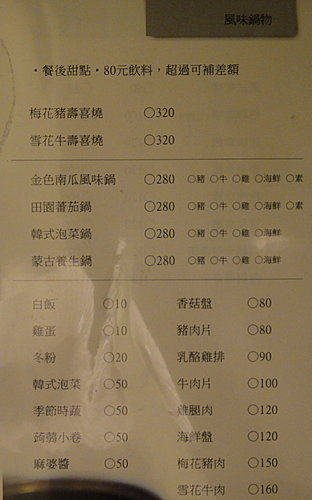 風味鍋物
・餐後甜點・80元飲料，超過可補差額
梅花豬壽喜燒 ○320
雪花牛壽喜燒 ○320
金色南瓜風味鍋 ○280 ○豬 ○牛 ○雞 ○海鮮 ○素
田園蕃茄鍋 ○280 ○豬 ○牛 ○雞 ○海鮮 ○素
韓式泡菜鍋 ○280 ○豬 ○牛 ○雞 ○海鮮
蒙古養生鍋 ○280 ○豬 ○牛 ○雞 ○海鮮
白飯 ○10 香菇盤 ○80
雞蛋 ○10 豬肉片 ○80
冬粉 ○20 乳酪雞排 ○90
韓式泡菜 ○50 牛肉片 ○100
季節時蔬 ○50 雞腿肉 ○120
蒟蒻小卷 ○50 海鮮盤 ○120
麻婆醬 ○50 梅花豬肉 ○150
雪花牛肉 ○160